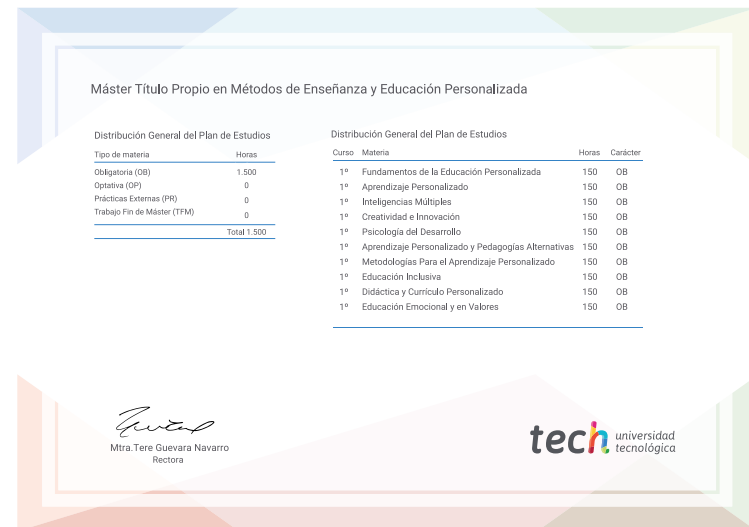 Máster Título Propio en Métodos de Enseñanza y Educación Personalizada
Distribución General del Plan de Estudios
Tipo de materia Horas
Obligatoria (OB) 1.500
Optativa (OP) 0
Prácticas Externas (PR) 0
Trabajo Fin de Máster (TFM) 0
Total 1.500
Distribución General del Plan de Estudios
Curso Materia Horas Carácter
1º Fundamentos de la Educación Personalizada 150 OB
1º Aprendizaje Personalizado 150 OB
1º Inteligencias Múltiples 150 OB
1º Creatividad e Innovación 150 OB
1º Psicología del Desarrollo 150 OB
1º Aprendizaje Personalizado y Pedagogías Alternativas 150 OB
1º Metodologías Para el Aprendizaje Personalizado 150 OB
1º Educación Inclusiva 150 OB
1º Didáctica y Currículo Personalizado 150 OB
1º Educación Emocional y en Valores 150 OB
Mtra.Tere Guevara Navarro
Rectora
tech universidad
tecnológica